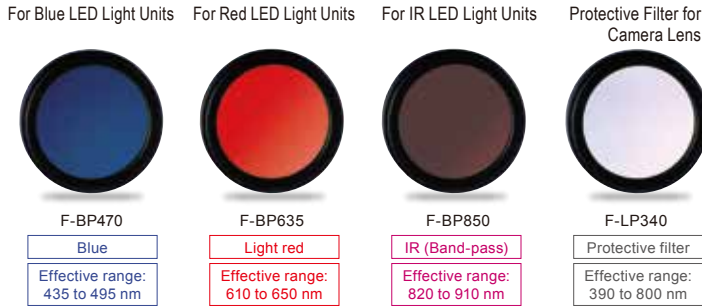 For Blue LED Light Units
For Red LED Light Units
For IR LED Light Units
Protective Filter for
Camera Lens
F-BP470
F-BP635
F-BP850
F-LP340
Blue
Light red
IR (Band-pass)
Protective filter
Effective range:
435 to 495 nm
Effective range:
610 to 650 nm
Effective range:
820 to 910 nm
Effective range:
390 to 800 nm